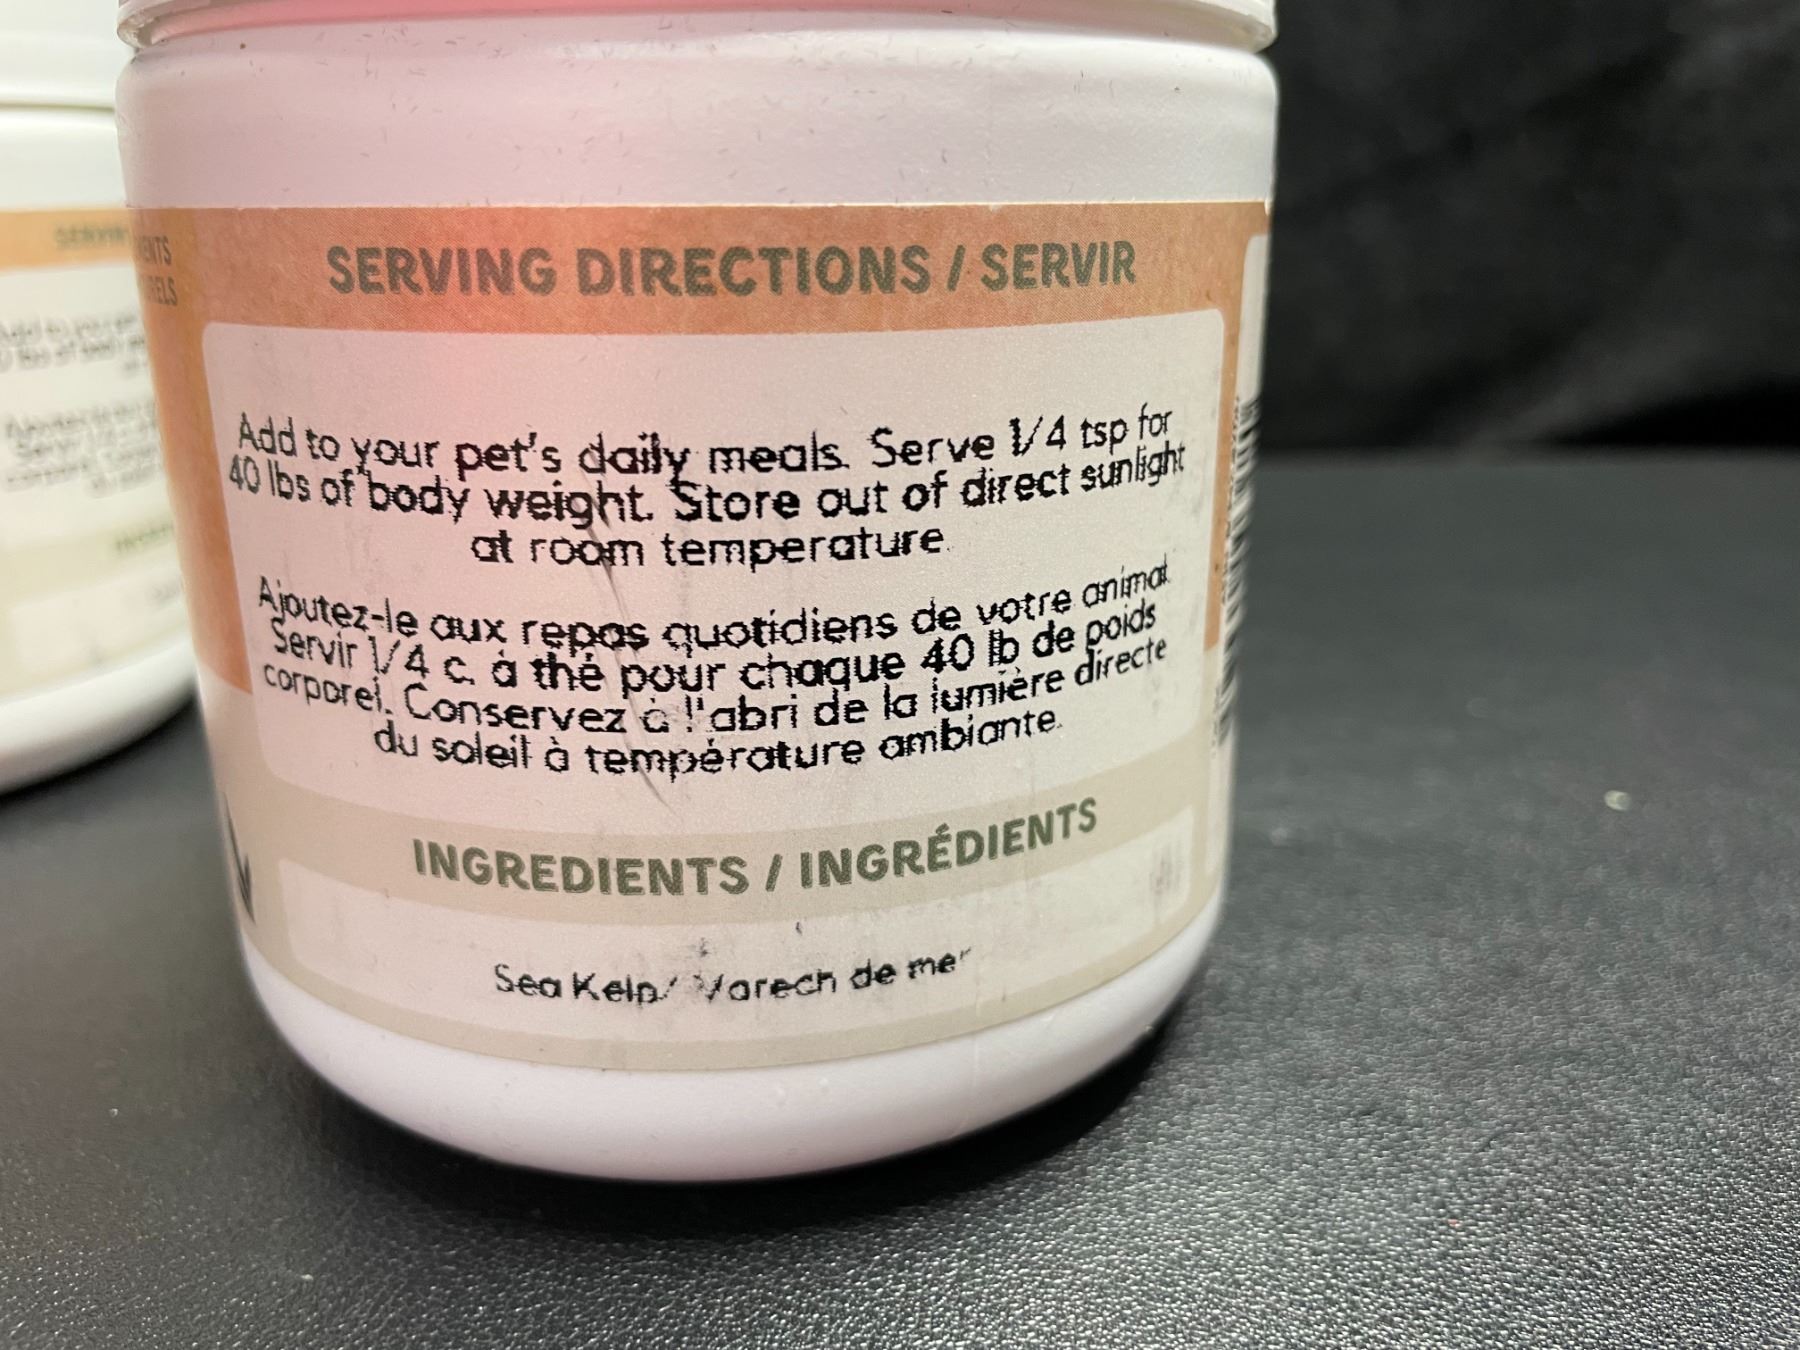 SERVING DIRECTIONS / SERVIR
Add to your pet's daily meals. Serve 1/4 tsp for
40 lbs of body weight. Store out of direct sunlight
at room temperature.
Ajoutez-le aux repas quotidiens de votre animal.
Servir 1/4 c. à thé pour chaque 40 lb de poids
corporel. Conservez à l'abri de la lumière directe
du soleil à température ambiante.
INGREDIENTS / INGRÉDIENTS
Sea Kelp/ Varech de mer